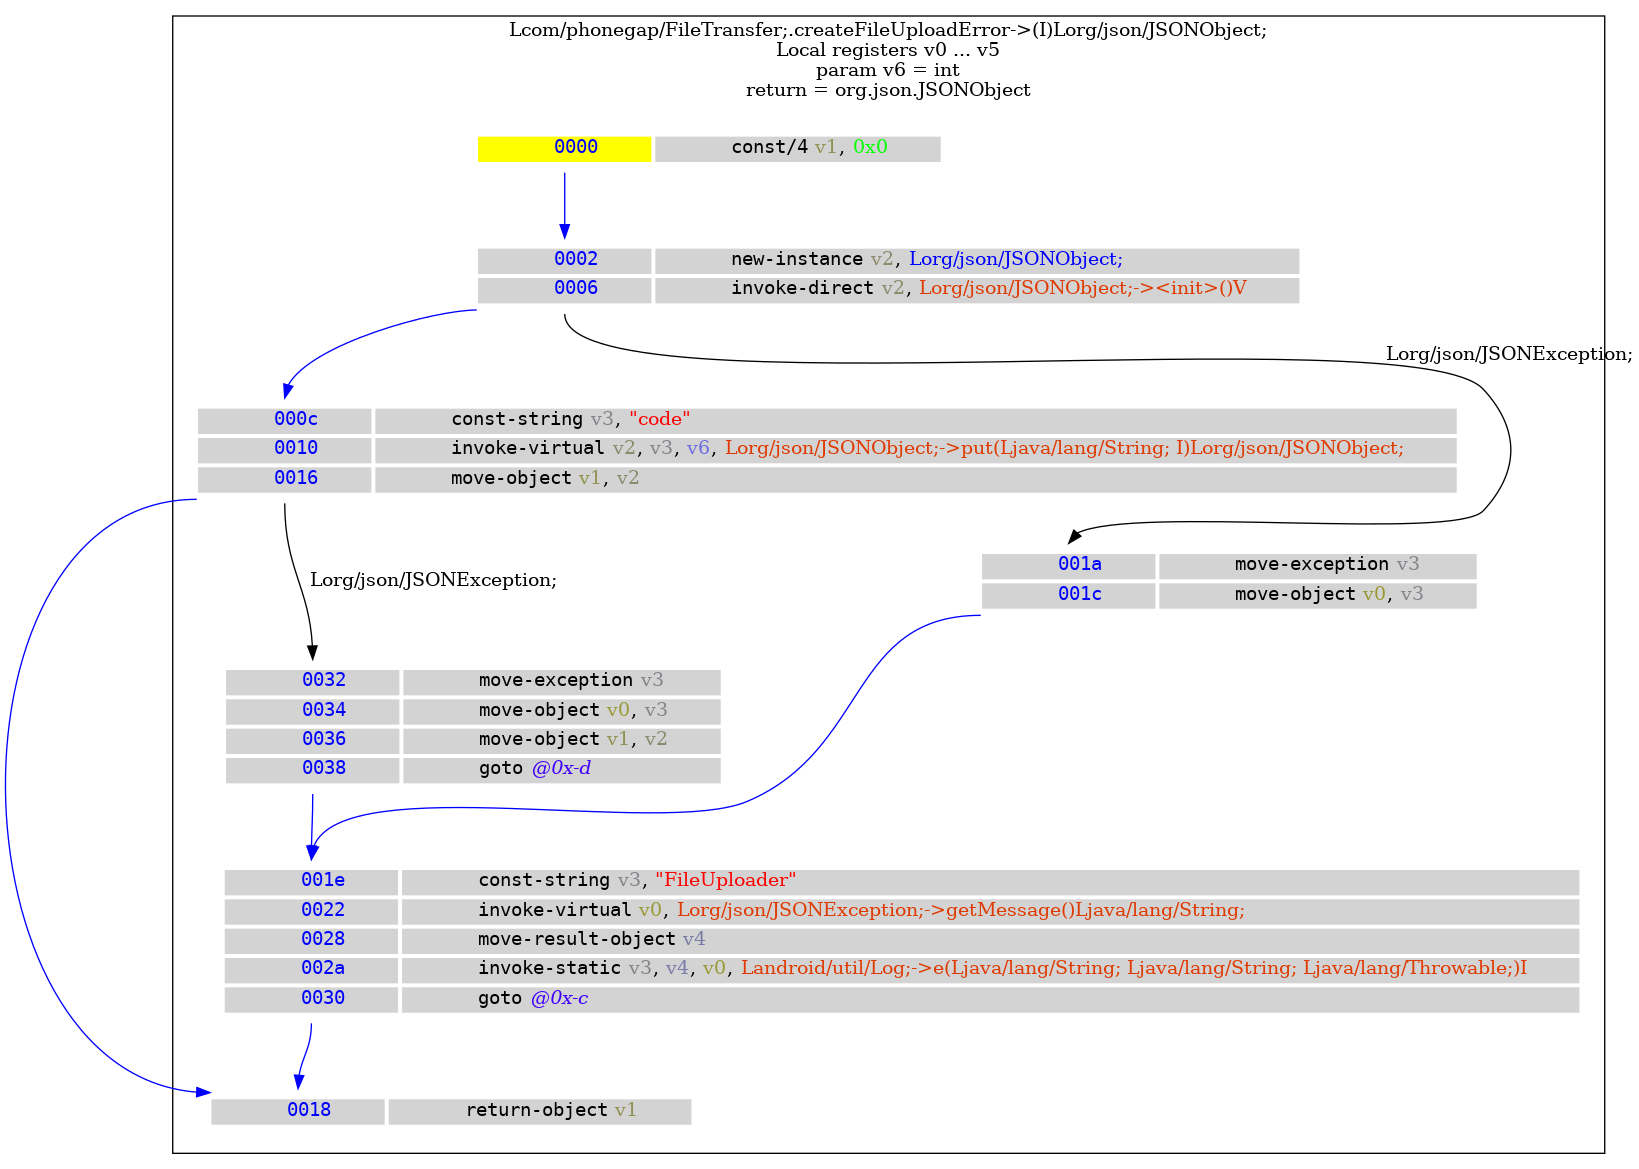 Lcom/phonegap/FileTransfer;.createFileUploadError->(I)Lorg/json/JSONObject;
Local registers v0 ... v5
param v6 = int
return = org.json.JSONObject
0000 const/4 v1, 0x0
0002 new-instance v2, Lorg/json/JSONObject;
0006 invoke-direct v2, Lorg/json/JSONObject;-><init>()V
Lorg/json/JSONException;
000c const-string v3, "code"
0010 invoke-virtual v2, v3, v6, Lorg/json/JSONObject;->put(Ljava/lang/String; I)Lorg/json/JSONObject;
0016 move-object v1, v2
001a move-exception v3
001c move-object v0, v3
Lorg/json/JSONException;
0032 move-exception v3
0034 move-object v0, v3
0036 move-object v1, v2
0038 goto @0x-d
001e const-string v3, "FileUploader"
0022 invoke-virtual v0, Lorg/json/JSONException;->getMessage()Ljava/lang/String;
0028 move-result-object v4
002a invoke-static v3, v4, v0, Landroid/util/Log;->e(Ljava/lang/String; Ljava/lang/String; Ljava/lang/Throwable;)I
0030 goto @0x-c
0018 return-object v1